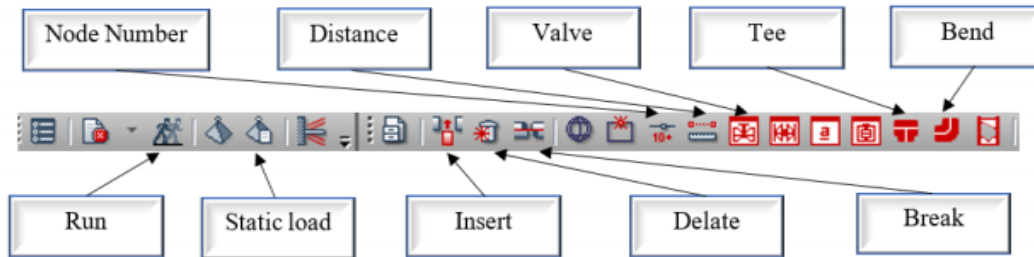 Node Number
Distance
Valve
Tee
Bend
10+
a
Run
Static load
Insert
Delate
Break